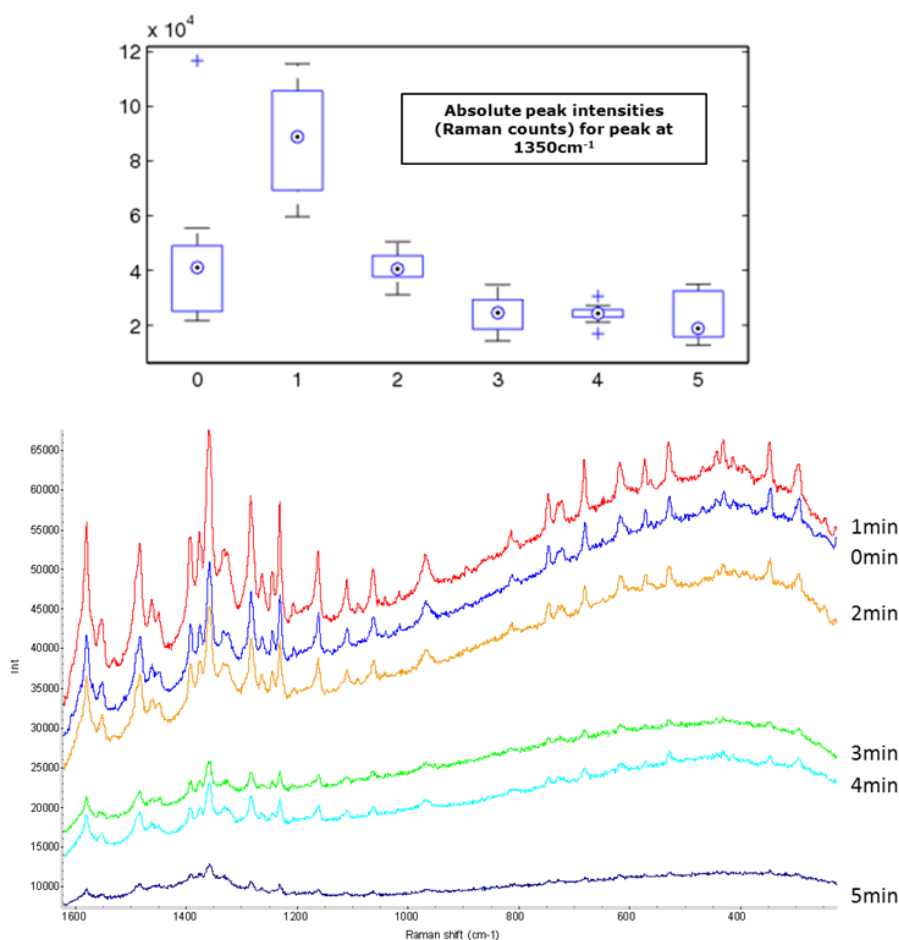 x 10⁴
12
10
8
6
4
2
Absolute peak intensities
(Raman counts) for peak at
1350cm⁻¹
0 1 2 3 4 5
65000
60000
55000
50000
45000
40000
35000
30000
25000
20000
15000
10000
Int
1min
0min
2min
3min
4min
5min
1600 1400 1200 1000 800 600 400
Raman shift (cm-1)